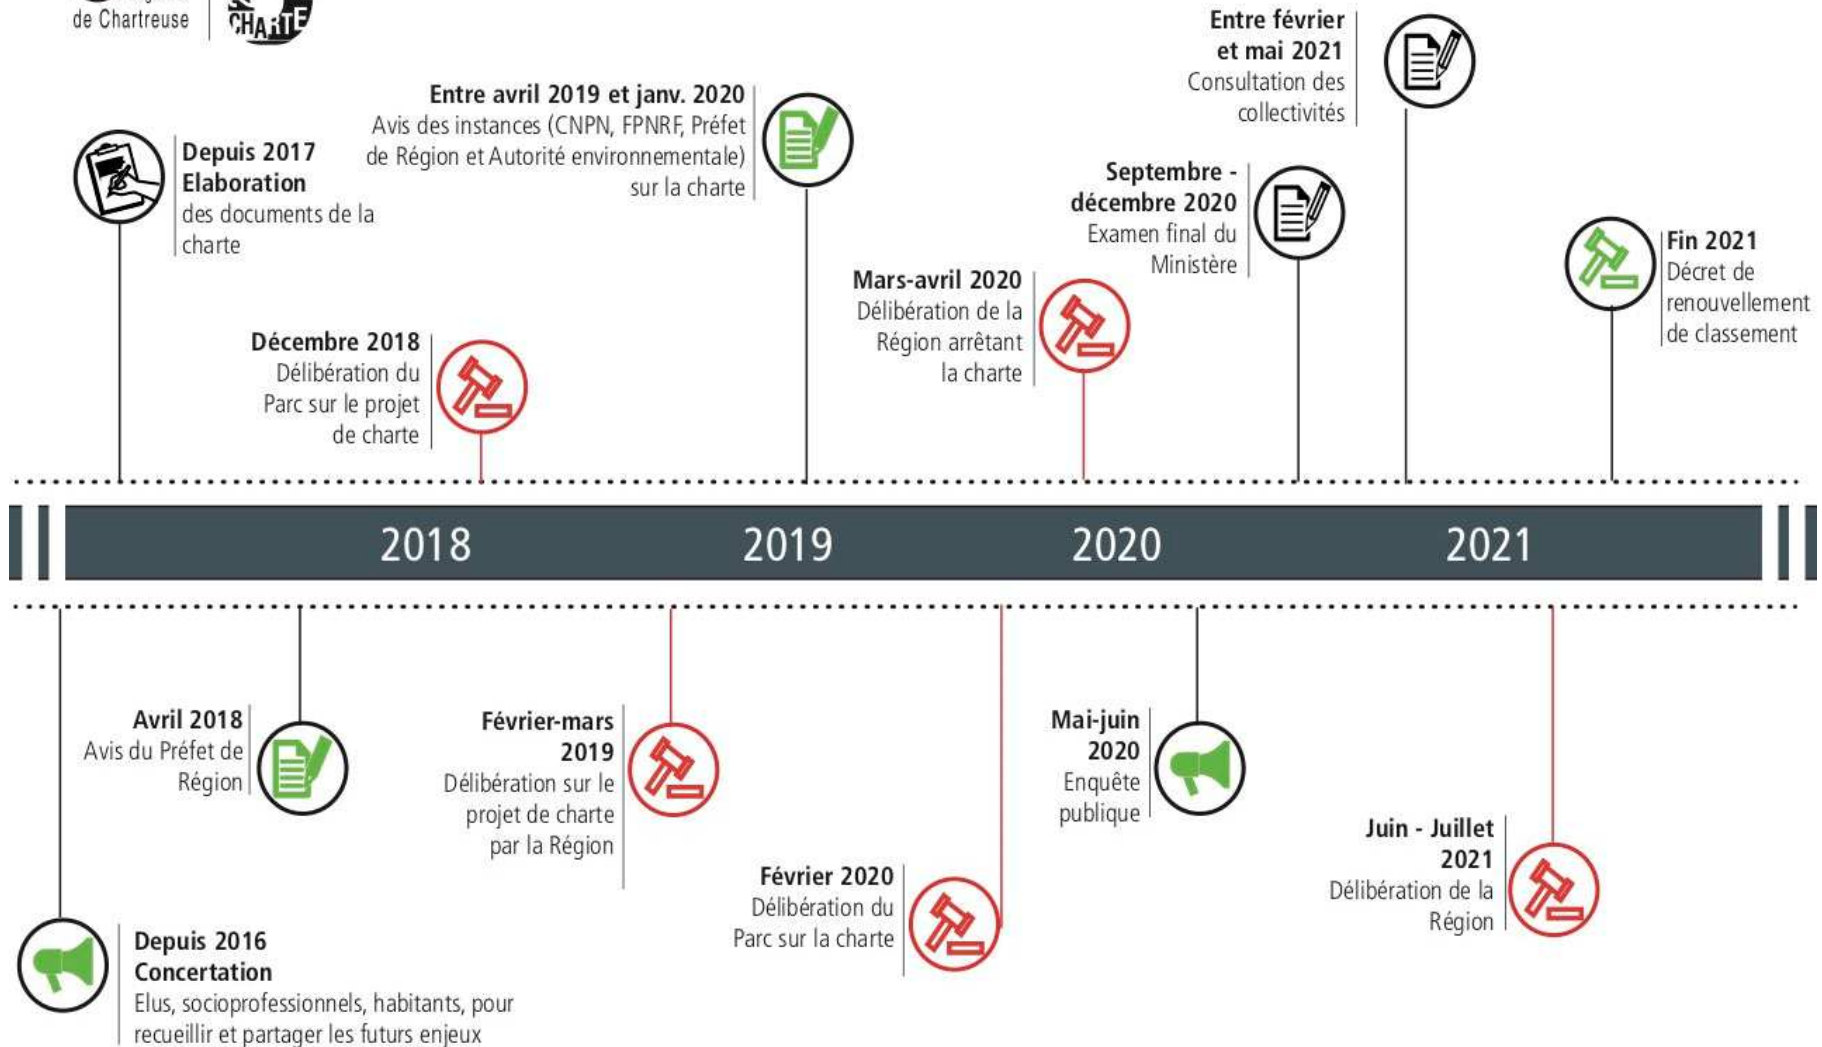 de Chartreuse
CHARTE
Entre février
et mai 2021
Consultation des
collectivités
Entre avril 2019 et janv. 2020
Avis des instances (CNPN, FPNRF, Préfet
de Région et Autorité environnementale)
sur la charte
Depuis 2017
Elaboration
des documents de la
charte
Septembre -
décembre 2020
Examen final du
Ministère
Fin 2021
Décret de
renouvellement
de classement
Mars-avril 2020
Délibération de la
Région arrêtant
la charte
Décembre 2018
Délibération du
Parc sur le projet
de charte
2018 2019 2020 2021
Avril 2018
Avis du Préfet de
Région
Février-mars
2019
Délibération sur le
projet de charte
par la Région
Mai-juin
2020
Enquête
publique
Juin - Juillet
2021
Délibération de la
Région
Février 2020
Délibération du
Parc sur la charte
Depuis 2016
Concertation
Elus, socioprofessionnels, habitants, pour
recueillir et partager les futurs enjeux